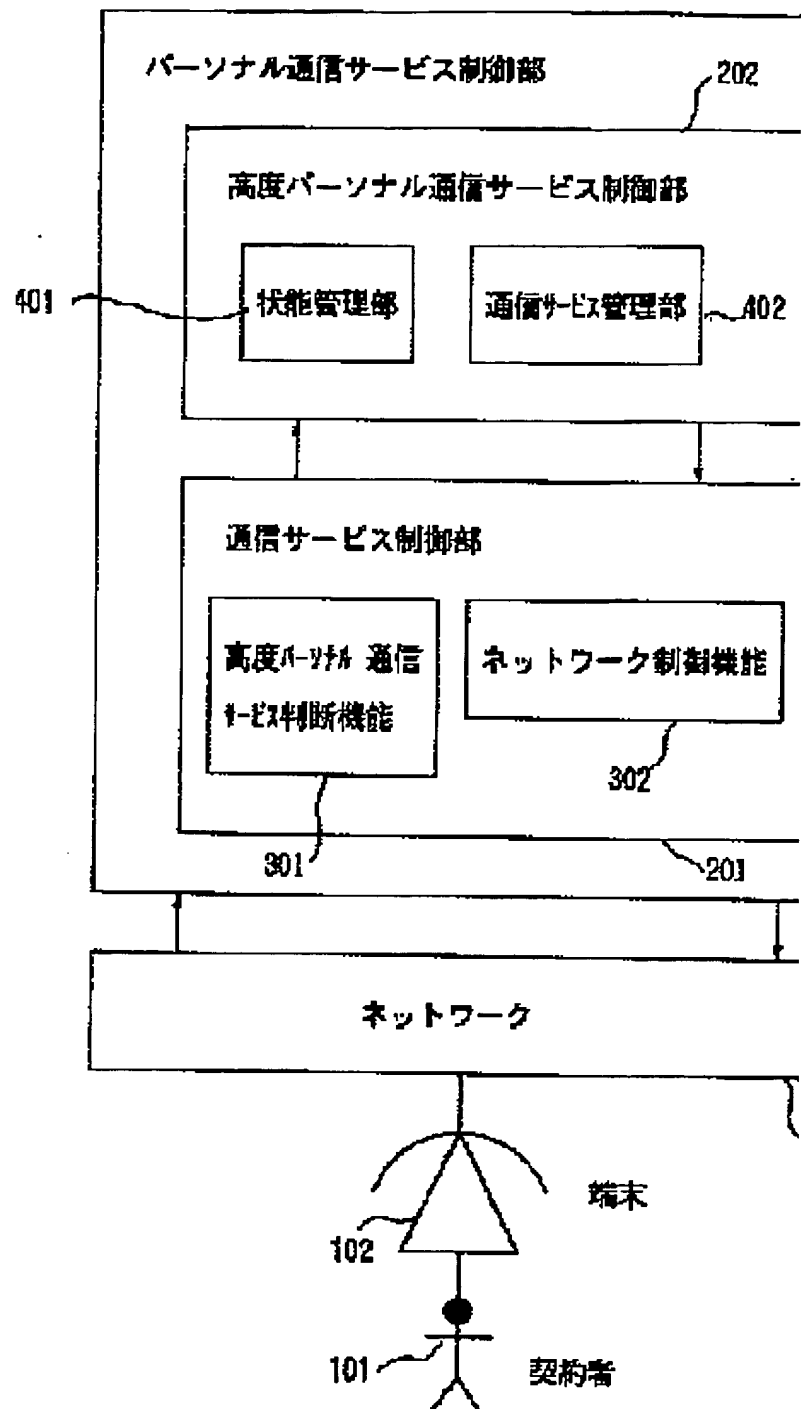 パーソナル通信サービス制御部
202
高度パーソナル通信サービス制御部
401
状能管理部
通信サービス管理部
402
通信サービス制御部
高度パーソナル 通信
サービス判断機能
ネットワーク制御機能
302
301
201
ネットワーク
端末
102
101
契約者